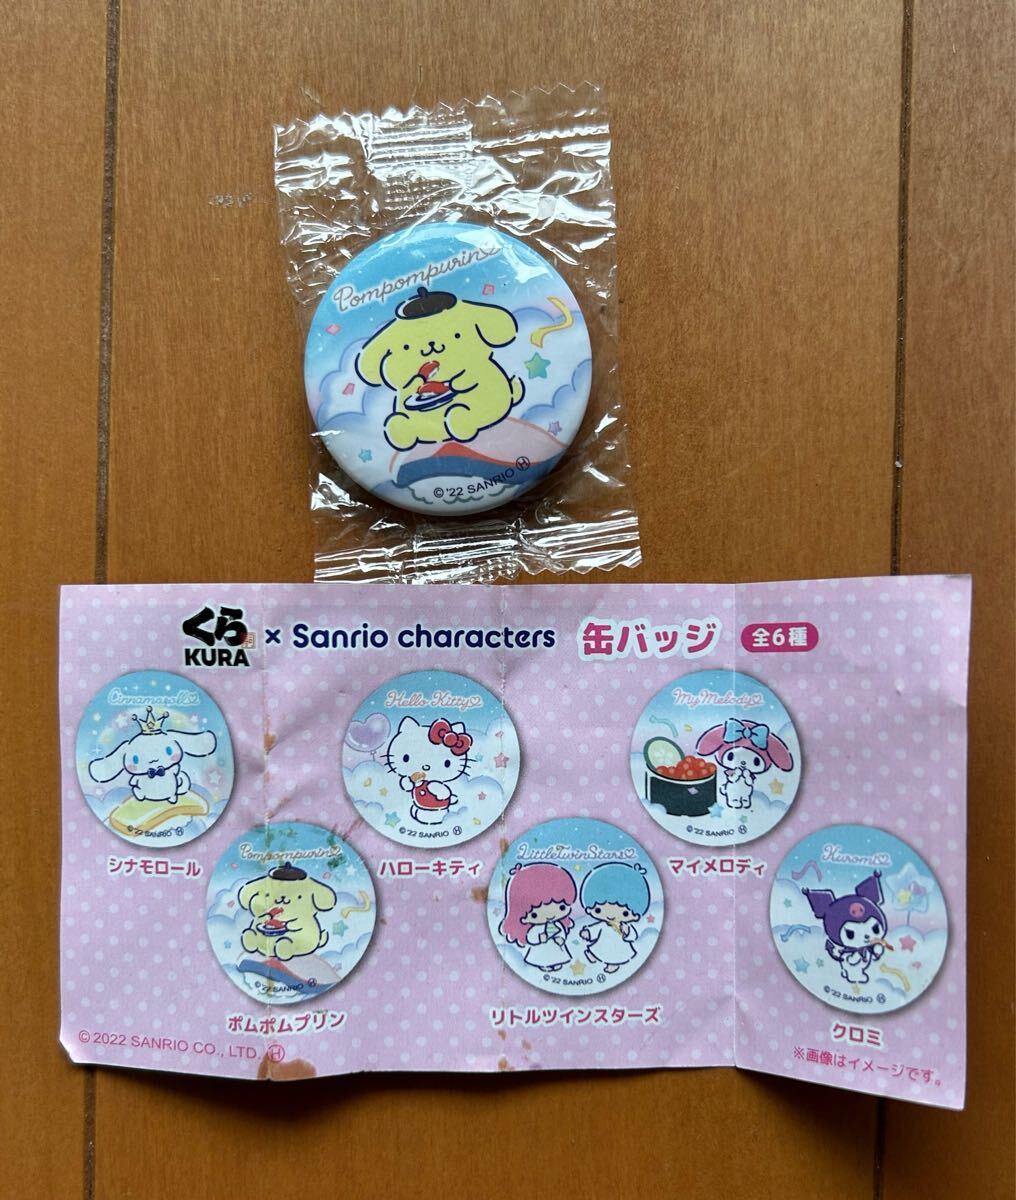 Pompompurin♡
©'22 SANRIO Ⓗ
くら
KURA
× Sanrio characters 缶バッジ 全6種
Cinnamoroll♡
©'22 SANRIO Ⓗ
シナモロール
Hello Kitty♡
©'22 SANRIO Ⓗ
ハローキティ
My Melody♡
©'22 SANRIO Ⓗ
マイメロディ
Pompompurin♡
©'22 SANRIO Ⓗ
ポムポムプリン
LittleTwinStars♡
©'22 SANRIO Ⓗ
リトルツインスターズ
Kuromi♡
©'22 SANRIO Ⓗ
クロミ
©2022 SANRIO CO., LTD. Ⓗ
※画像はイメージです。